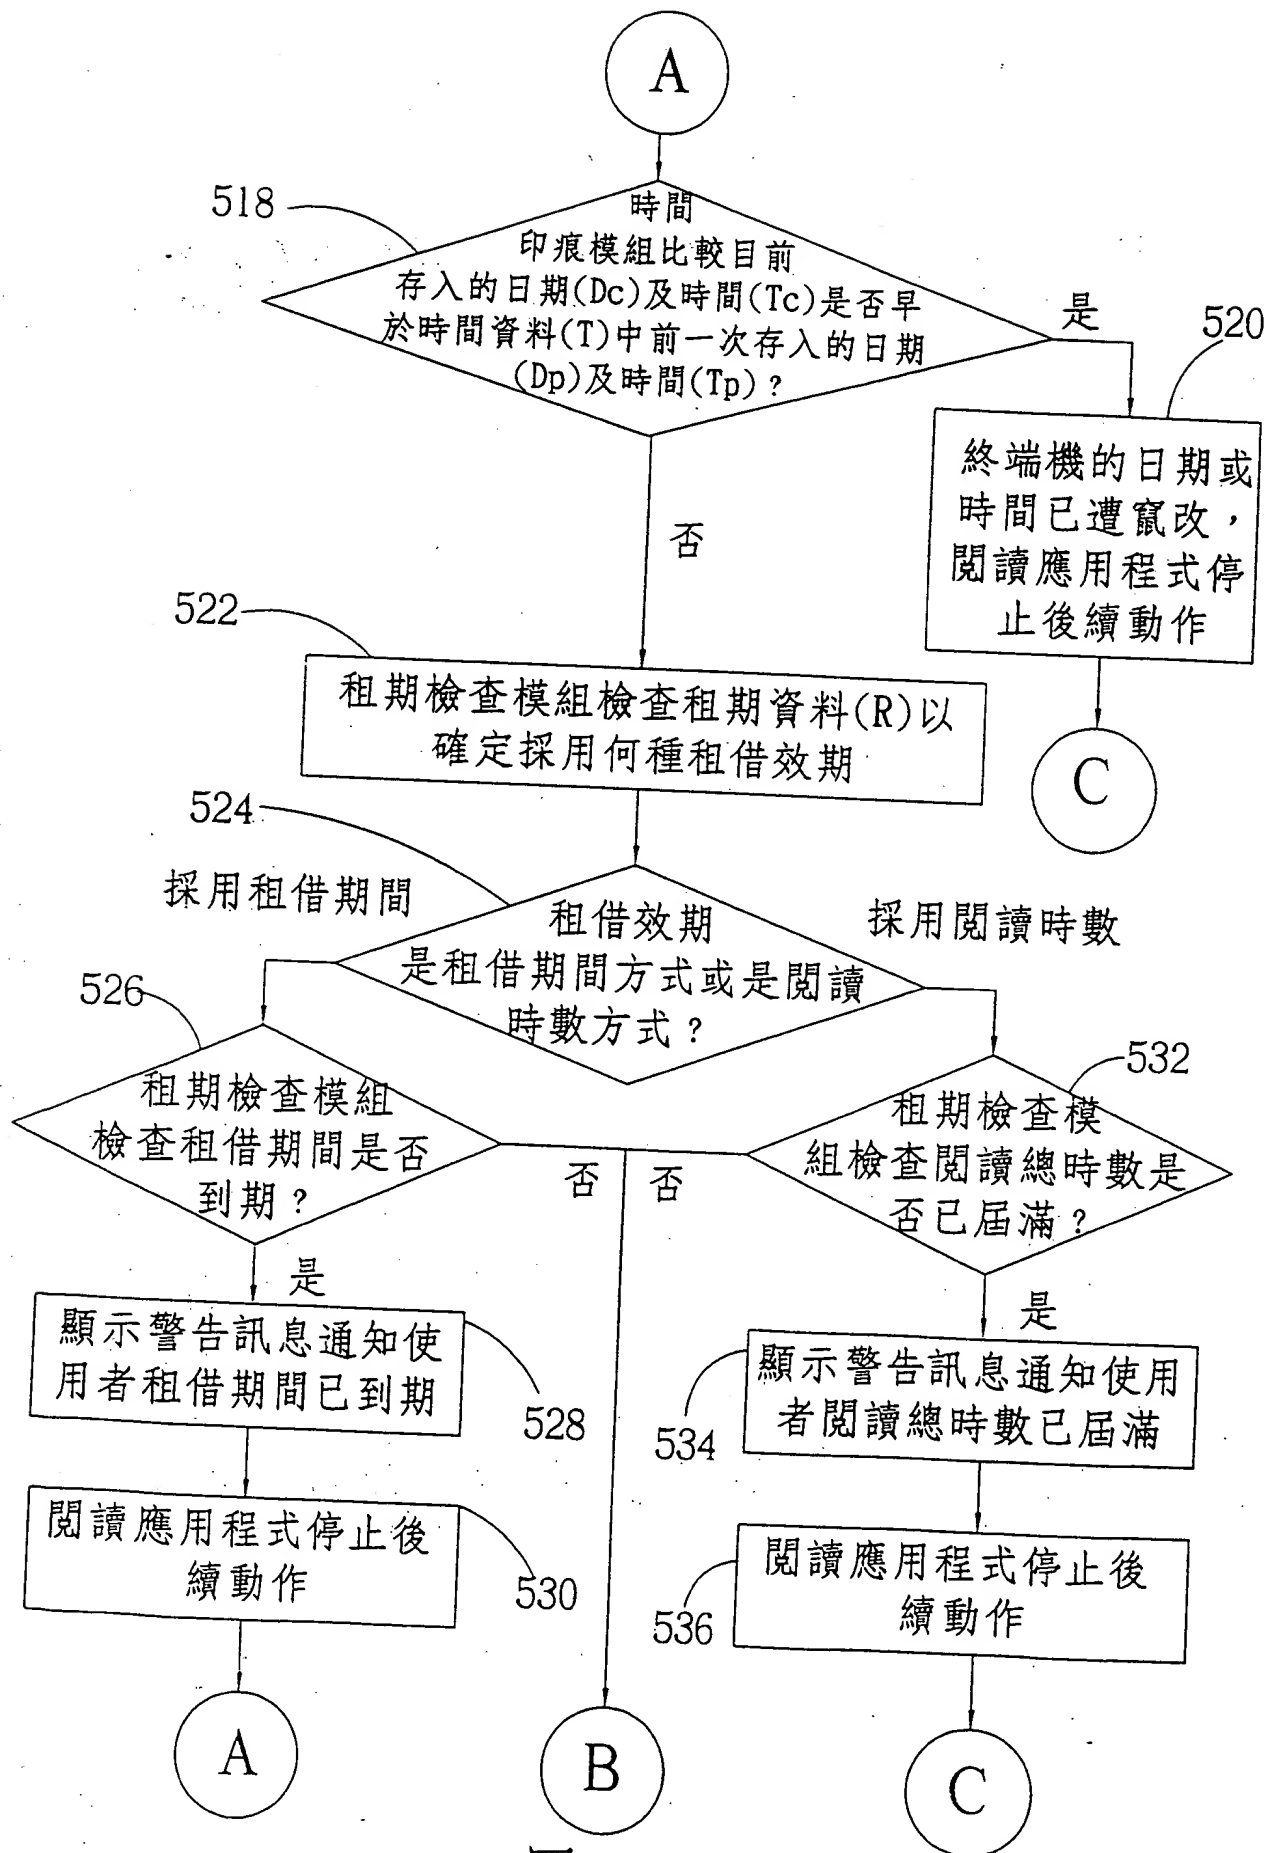 A
518
時間
印痕模組比較目前
存入的日期(Dc)及時間(Tc)是否早
於時間資料(T)中前一次存入的日期
(Dp)及時間(Tp)?
是
520
終端機的日期或
時間已遭竄改，
閱讀應用程式停
止後續動作
C
否
522
租期檢查模組檢查租期資料(R)以
確定採用何種租借效期
524
採用租借期間
租借效期
是租借期間方式或是閱讀
時數方式?
採用閱讀時數
526
租期檢查模組
檢查租借期間是否
到期?
否
否
532
租期檢查模
組檢查閱讀總時數是
否已屆滿?
是
顯示警告訊息通知使
用者租借期間已到期
528
是
顯示警告訊息通知使用
者閱讀總時數已屆滿
534
閱讀應用程式停止後
續動作
530
閱讀應用程式停止後
續動作
536
A
B
C